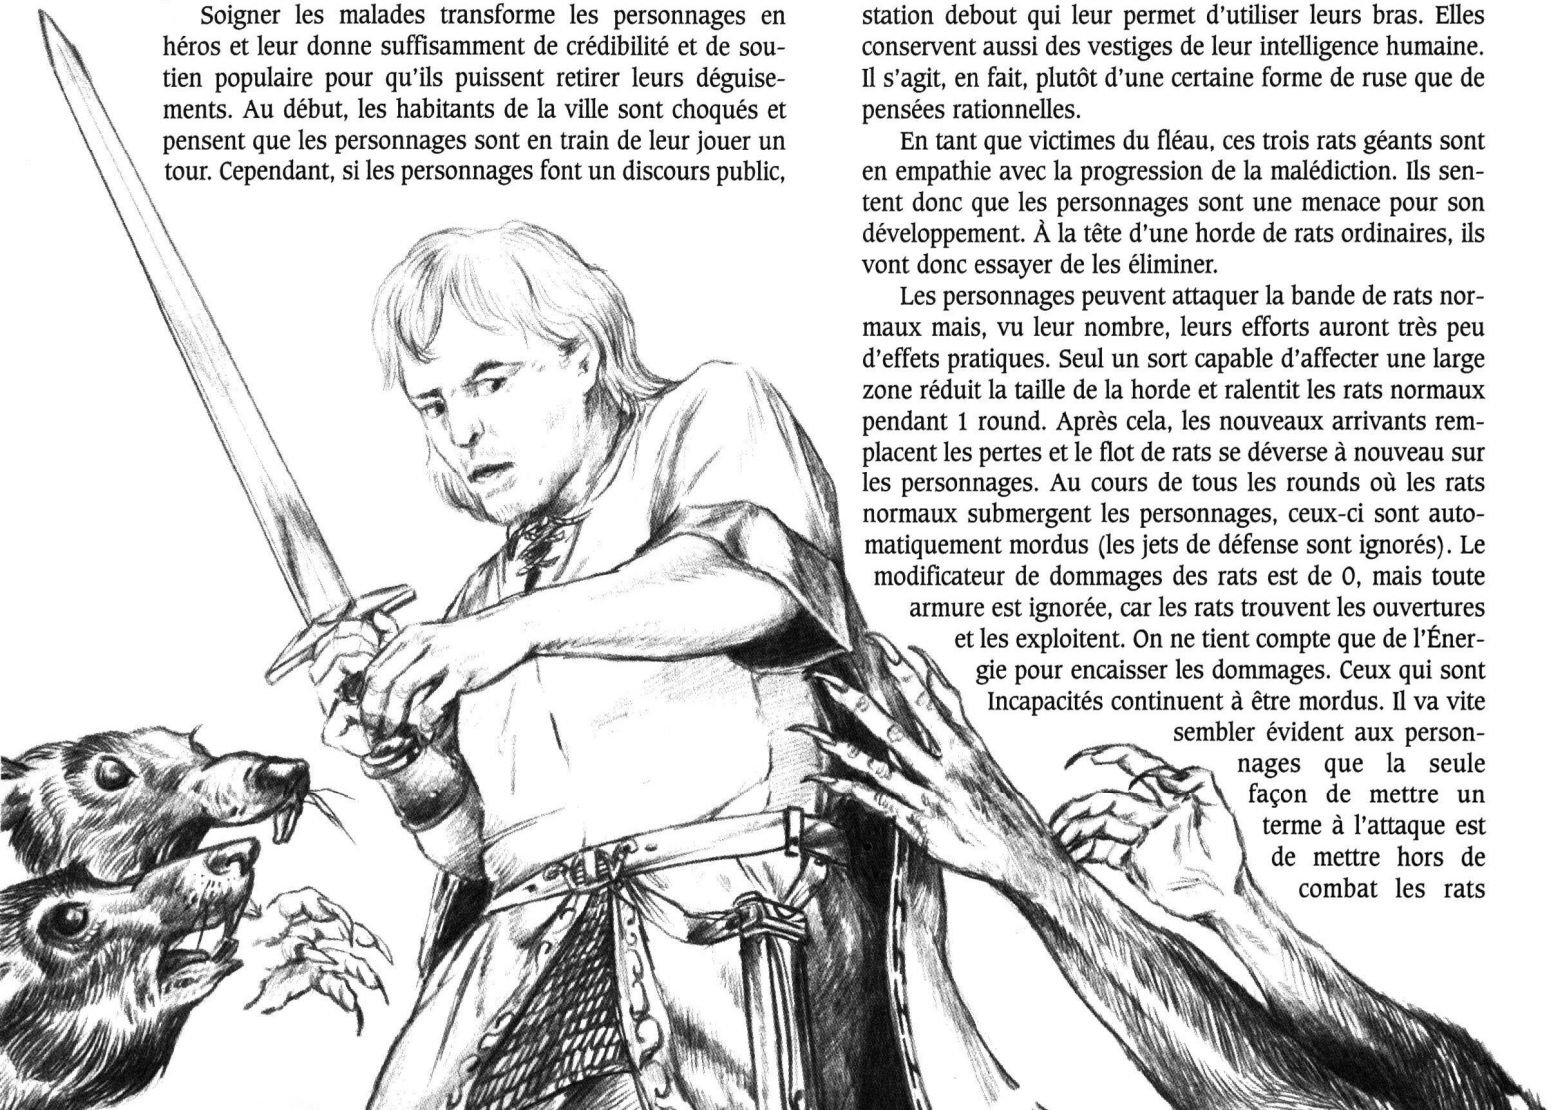 Soigner les malades transforme les personnages en
héros et leur donne suffisamment de crédibilité et de sou-
tien populaire pour qu'ils puissent retirer leurs déguise-
ments. Au début, les habitants de la ville sont choqués et
pensent que les personnages sont en train de leur jouer un
tour. Cependant, si les personnages font un discours public,
station debout qui leur permet d'utiliser leurs bras. Elles
conservent aussi des vestiges de leur intelligence humaine.
Il s'agit, en fait, plutôt d'une certaine forme de ruse que de
pensées rationnelles.
En tant que victimes du fléau, ces trois rats géants sont
en empathie avec la progression de la malédiction. Ils sen-
tent donc que les personnages sont une menace pour son
développement. À la tête d'une horde de rats ordinaires, ils
vont donc essayer de les éliminer.
Les personnages peuvent attaquer la bande de rats nor-
maux mais, vu leur nombre, leurs efforts auront très peu
d'effets pratiques. Seul un sort capable d'affecter une large
zone réduit la taille de la horde et ralentit les rats normaux
pendant 1 round. Après cela, les nouveaux arrivants rem-
placent les pertes et le flot de rats se déverse à nouveau sur
les personnages. Au cours de tous les rounds où les rats
normaux submergent les personnages, ceux-ci sont auto-
matiquement mordus (les jets de défense sont ignorés). Le
modificateur de dommages des rats est de 0, mais toute
armure est ignorée, car les rats trouvent les ouvertures
et les exploitent. On ne tient compte que de l'Éner-
gie pour encaisser les dommages. Ceux qui sont
Incapacités continuent à être mordus. Il va vite
sembler évident aux person-
nages que la seule
façon de mettre un
terme à l'attaque est
de mettre hors de
combat les rats